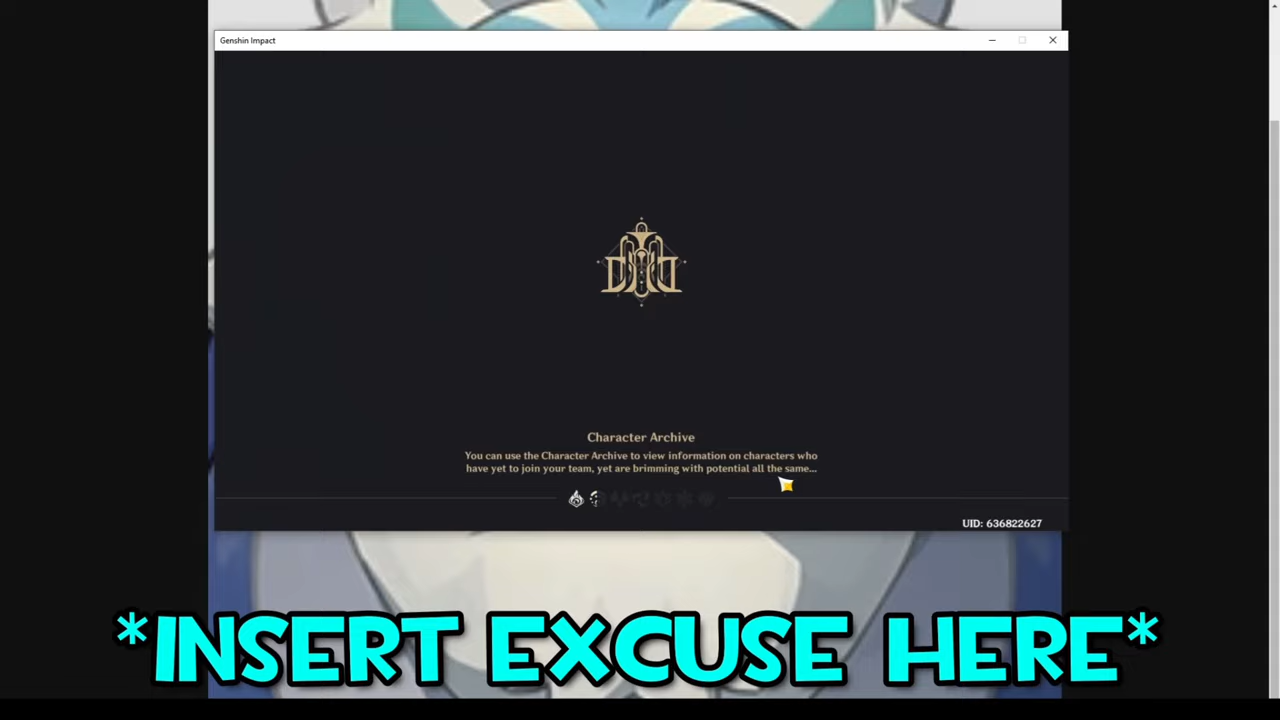 Genshin Impact
Character Archive
You can use the Character Archive to view information on characters who
have yet to join your team, yet are brimming with potential all the same...
UID: 636822627
*INSERT EXCUSE HERE*